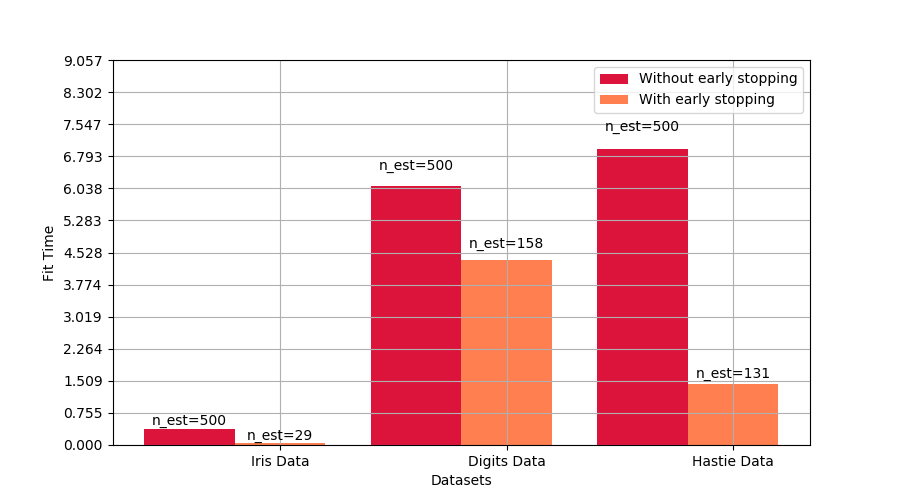 9.057
8.302
7.547
6.793
6.038
5.283
4.528
3.774
3.019
2.264
1.509
0.755
0.000
Fit Time
Without early stopping
With early stopping
n_est=500
n_est=29
n_est=500
n_est=158
n_est=500
n_est=131
Iris Data
Digits Data
Hastie Data
Datasets